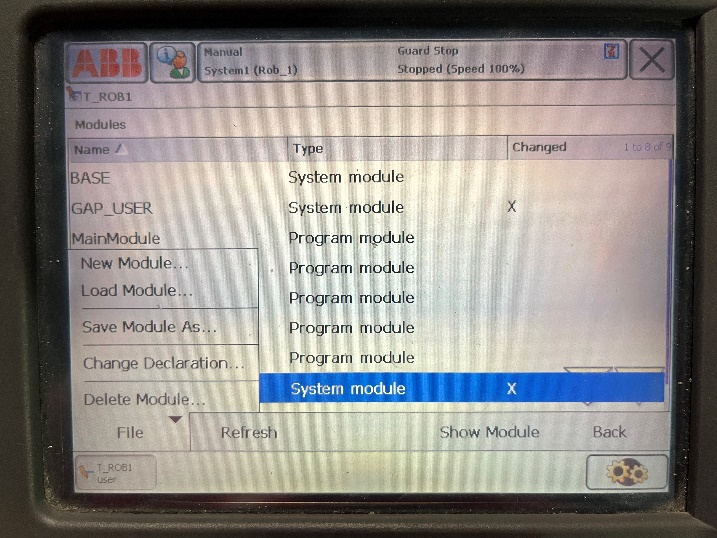 ABB
Manual
Guard Stop
System1 (Rob_1)
Stopped (Speed 100%)
T_ROB1
Modules
Name
Type
Changed
1 to 8 of 9
BASE
System module
GAP_USER
System module
X
MainModule
Program module
New Module...
Program module
Load Module...
Program module
Save Module As...
Program module
Change Declaration...
Program module
System module
X
Delete Module...
File
Refresh
Show Module
Back
T_ROB1
user